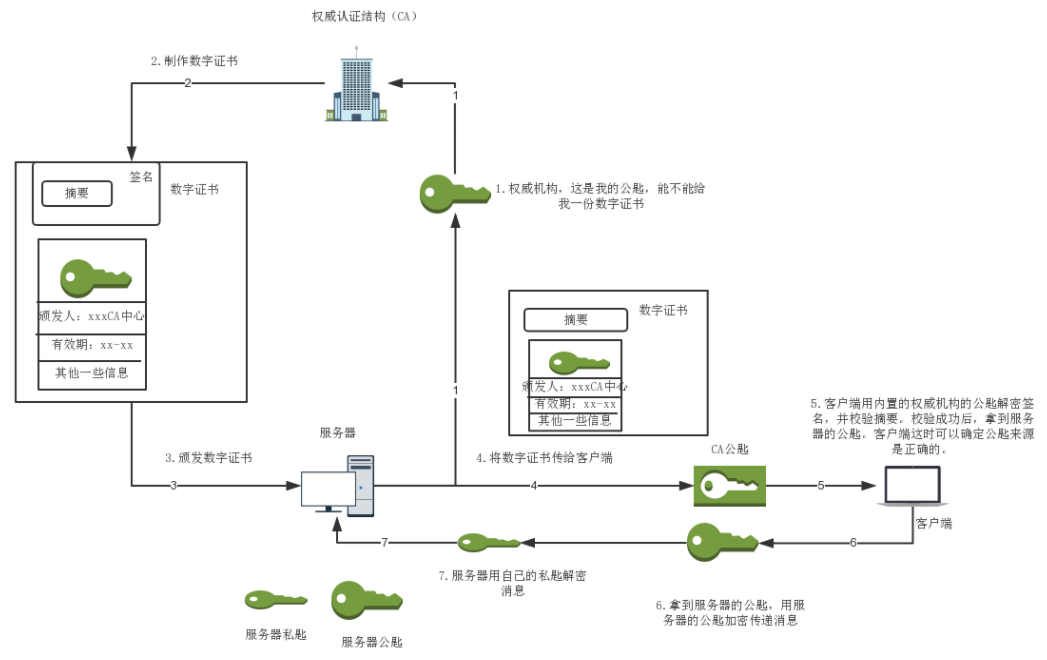 权威认证结构（CA）
2.制作数字证书
2
1
签名
摘要
数字证书
1.权威机构，这是我的公匙，能不能给
我一份数字证书
颁发人：xxxCA中心
有效期：xx-xx
其他一些信息
数字证书
摘要
颁发人：xxxCA中心
有效期：xx-xx
其他一些信息
1
5.客户端用内置的权威机构的公匙解密签
名，并校验摘要。校验成功后，拿到服务
器的公匙。客户端这时可以确定公匙来源
是正确的。
服务器
3.颁发数字证书
4.将数字证书传给客户端
CA公匙
3
4
5
客户端
7
6
7.服务器用自己的私匙解密
消息
6.拿到服务器的公匙，用服
务器的公匙加密传递消息
服务器私匙
服务器公匙